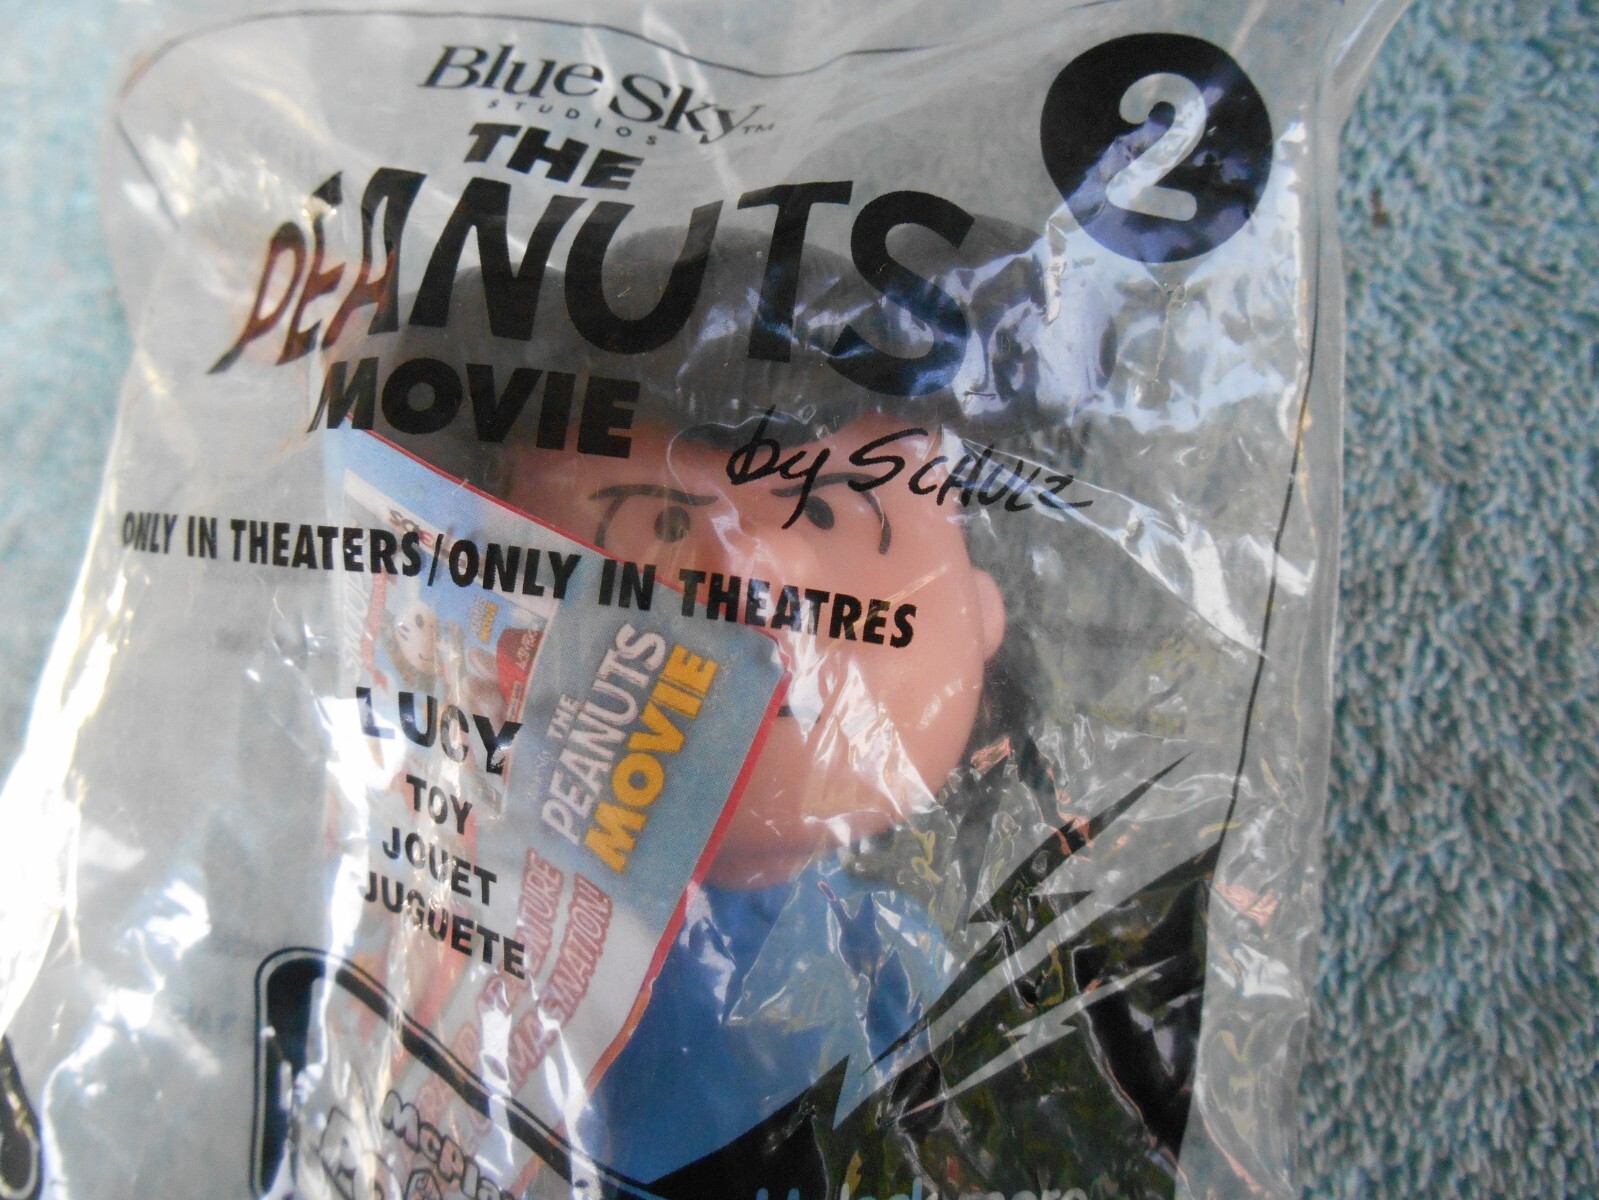 Blue Sky™
STUDIOS
2
THE
PEANUTS
MOVIE
by SCHULZ
ONLY IN THEATERS/ONLY IN THEATRES
LUCY
TOY
JOUET
JUGUETE
THE
PEANUTS
MOVIE